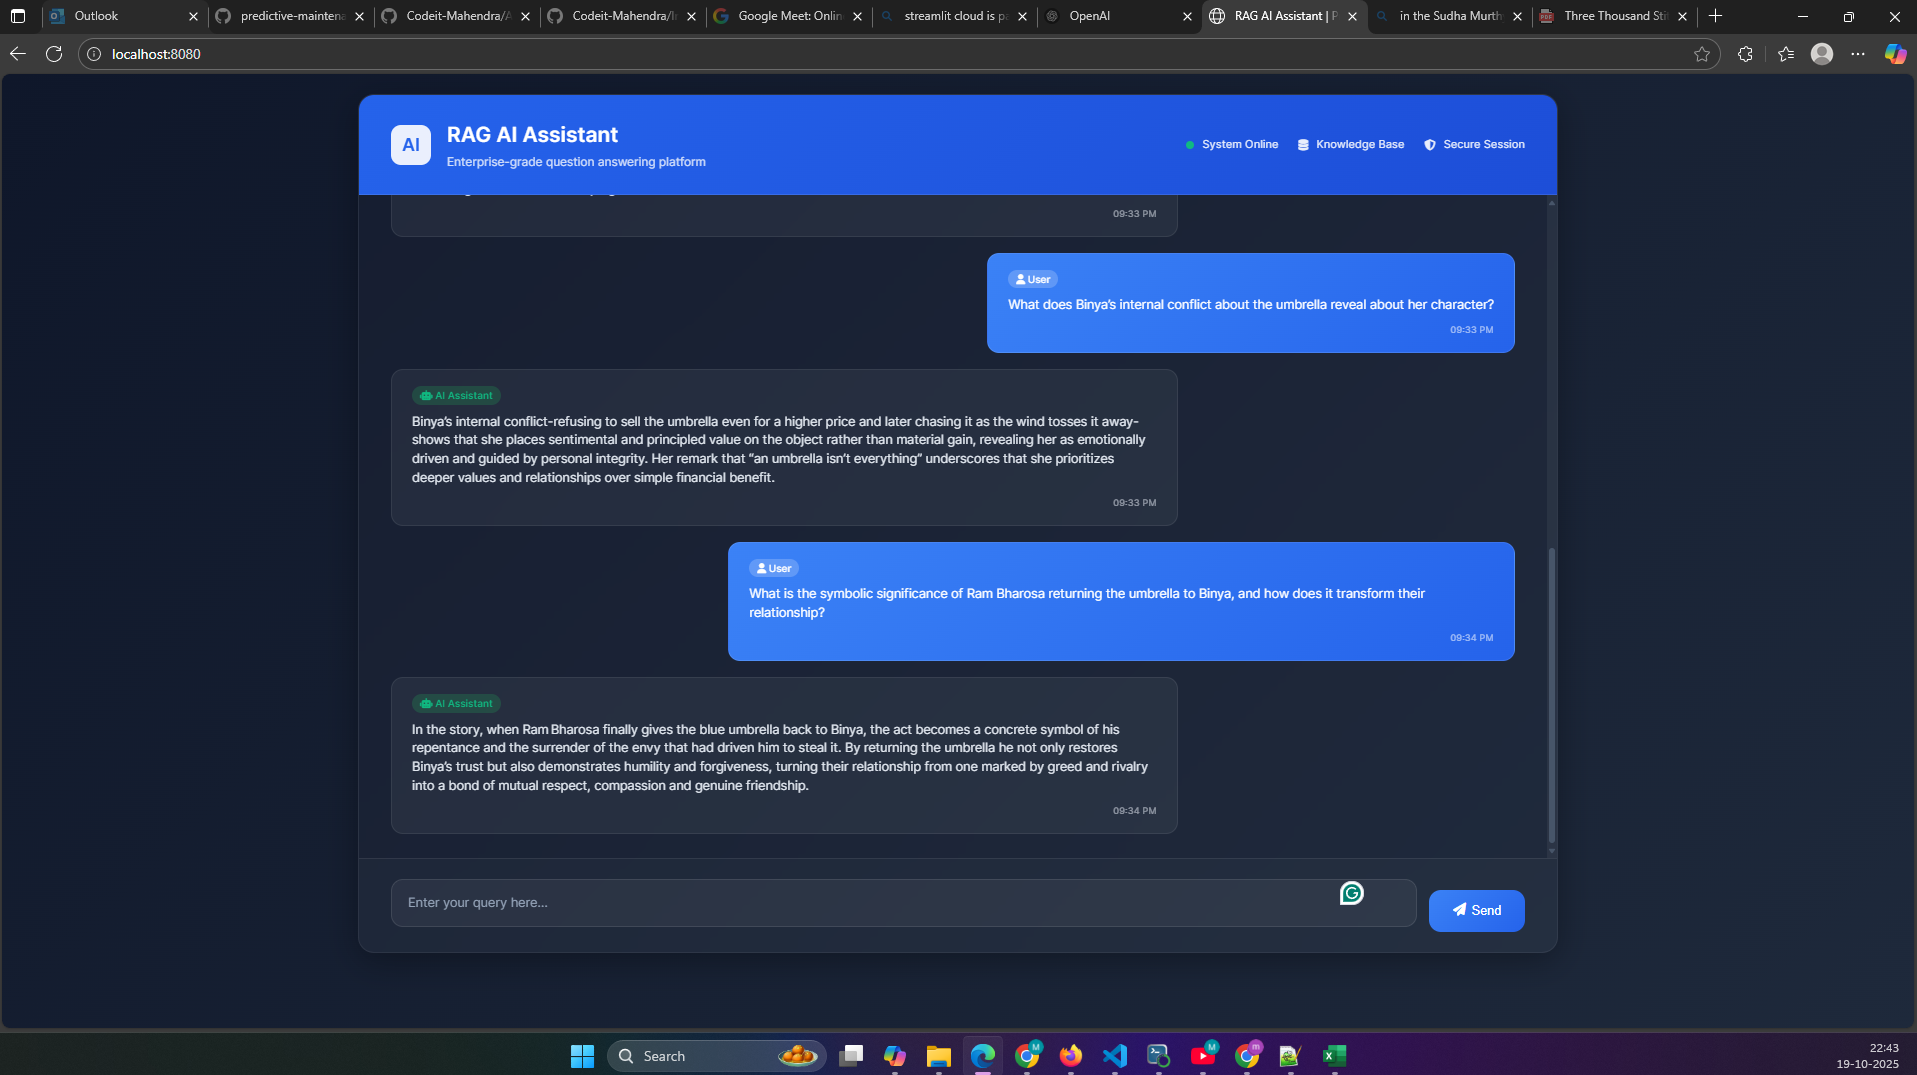 Outlook
predictive-maintena
Codeit-Mahendra/A
Codeit-Mahendra/Ir
Google Meet: Onlin
streamlit cloud is pa
OpenAI
RAG AI Assistant | P
in the Sudha Murth
PDF
Three Thousand Stit
localhost:8080
AI
RAG AI Assistant
Enterprise-grade question answering platform
System Online
Knowledge Base
Secure Session
09:33 PM
User
What does Binya's internal conflict about the umbrella reveal about her character?
09:33 PM
AI Assistant
Binya's internal conflict-refusing to sell the umbrella even for a higher price and later chasing it as the wind tosses it away-
shows that she places sentimental and principled value on the object rather than material gain, revealing her as emotionally
driven and guided by personal integrity. Her remark that “an umbrella isn't everything” underscores that she prioritizes
deeper values and relationships over simple financial benefit.
09:33 PM
User
What is the symbolic significance of Ram Bharosa returning the umbrella to Binya, and how does it transform their
relationship?
09:34 PM
AI Assistant
In the story, when Ram Bharosa finally gives the blue umbrella back to Binya, the act becomes a concrete symbol of his
repentance and the surrender of the envy that had driven him to steal it. By returning the umbrella he not only restores
Binya's trust but also demonstrates humility and forgiveness, turning their relationship from one marked by greed and rivalry
into a bond of mutual respect, compassion and genuine friendship.
09:34 PM
Enter your query here...
Send
Search
22:43
19-10-2025